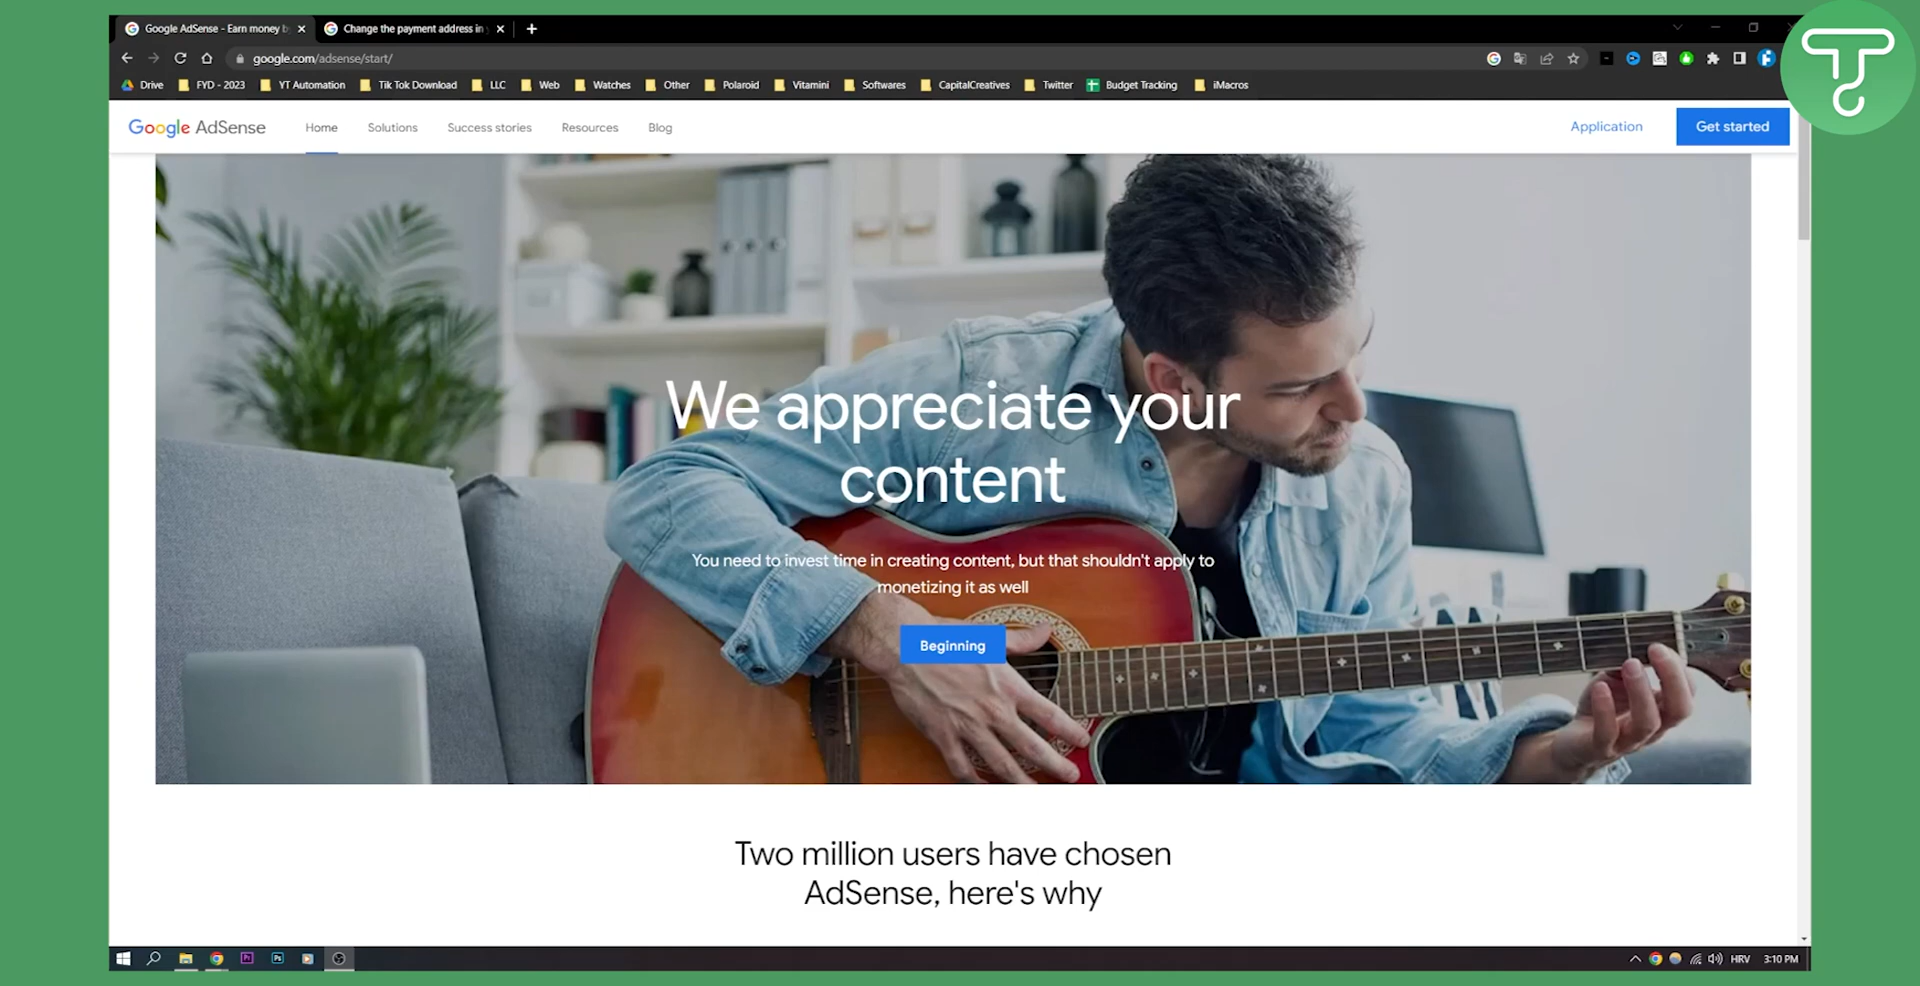 Google AdSense - Earn money b
Change the payment address in y
google.com/adsense/start/
Drive
FYD - 2023
YT Automation
Tik Tok Download
LLC
Web
Watches
Other
Polaroid
Vitamini
Softwares
CapitalCreatives
Twitter
Budget Tracking
iMacros
Google AdSense
Home
Solutions
Success stories
Resources
Blog
Application
Get started
We appreciate your
content
You need to invest time in creating content, but that shouldn't apply to
monetizing it as well
Beginning
Two million users have chosen
AdSense, here's why
Pr
Ps
HRV
3:10 PM